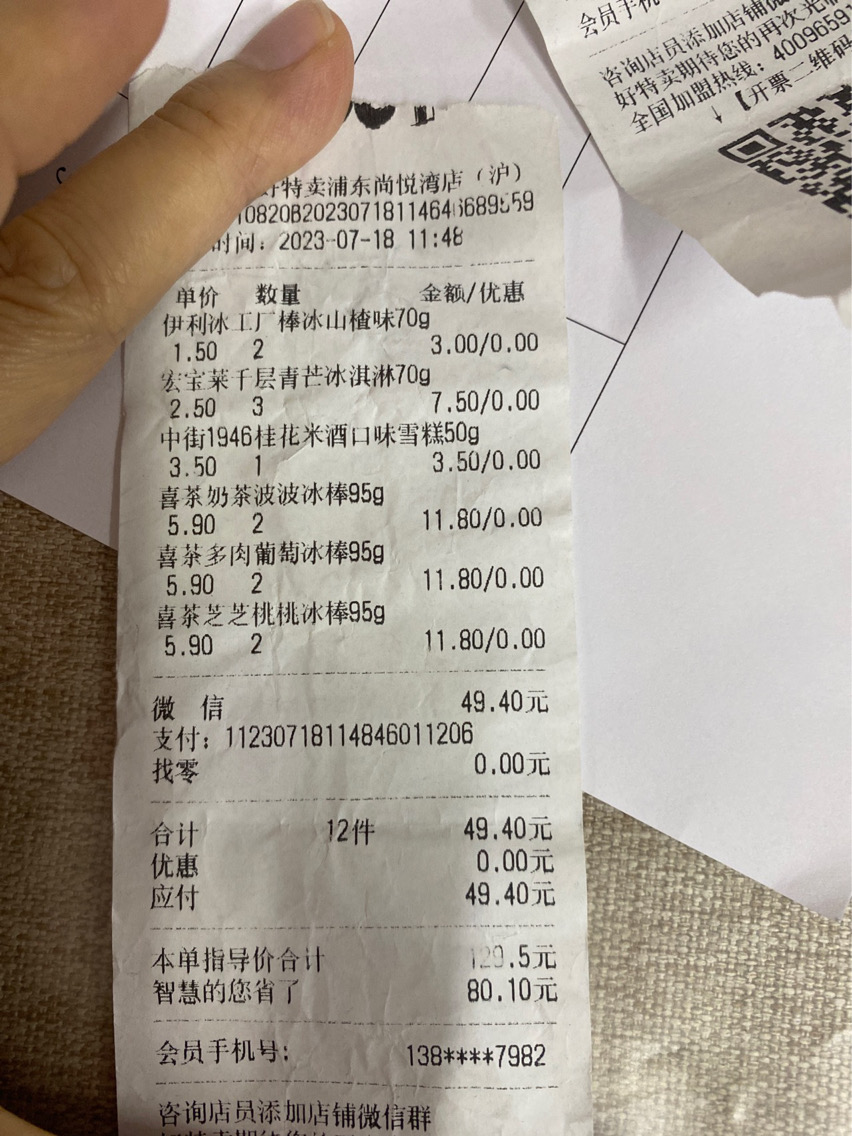 好特卖浦东尚悦湾店（沪）
时间：2023-07-18 11:48
单价 数量 金额/优惠
伊利冰工厂棒冰山楂味70g
1.50 2 3.00/0.00
宏宝莱千层青芒冰淇淋70g
2.50 3 7.50/0.00
中街1946桂花米酒口味雪糕50g
3.50 1 3.50/0.00
喜茶奶茶波波冰棒95g
5.90 2 11.80/0.00
喜茶多肉葡萄冰棒95g
5.90 2 11.80/0.00
喜茶芝芝桃桃冰棒95g
5.90 2 11.80/0.00
微 信 49.40元
支付：11230718114846011206
找零 0.00元
合计 12件 49.40元
优惠 0.00元
应付 49.40元
本单指导价合计 129.5元
智慧的您省了 80.10元
会员手机号： 138****7982
咨询店员添加店铺微信群
会员手机
咨询店员添加店铺微
好特卖期待您的再次光
全国加盟热线：40096591
↓【开票二维码